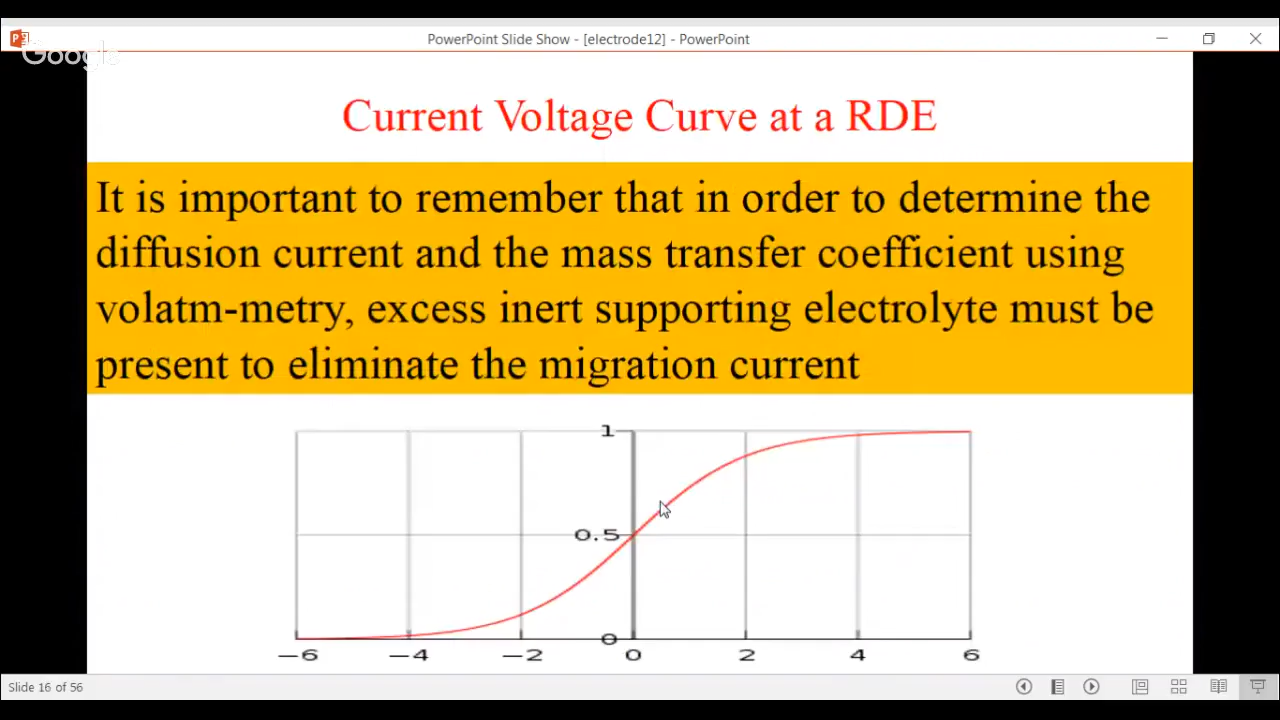 PowerPoint Slide Show - [electrode12] - PowerPoint
Google
Current Voltage Curve at a RDE
It is important to remember that in order to determine the
diffusion current and the mass transfer coefficient using
volatm-metry, excess inert supporting electrolyte must be
present to eliminate the migration current
1
0.5
0
−6 −4 −2 0 2 4 6
Slide 16 of 56